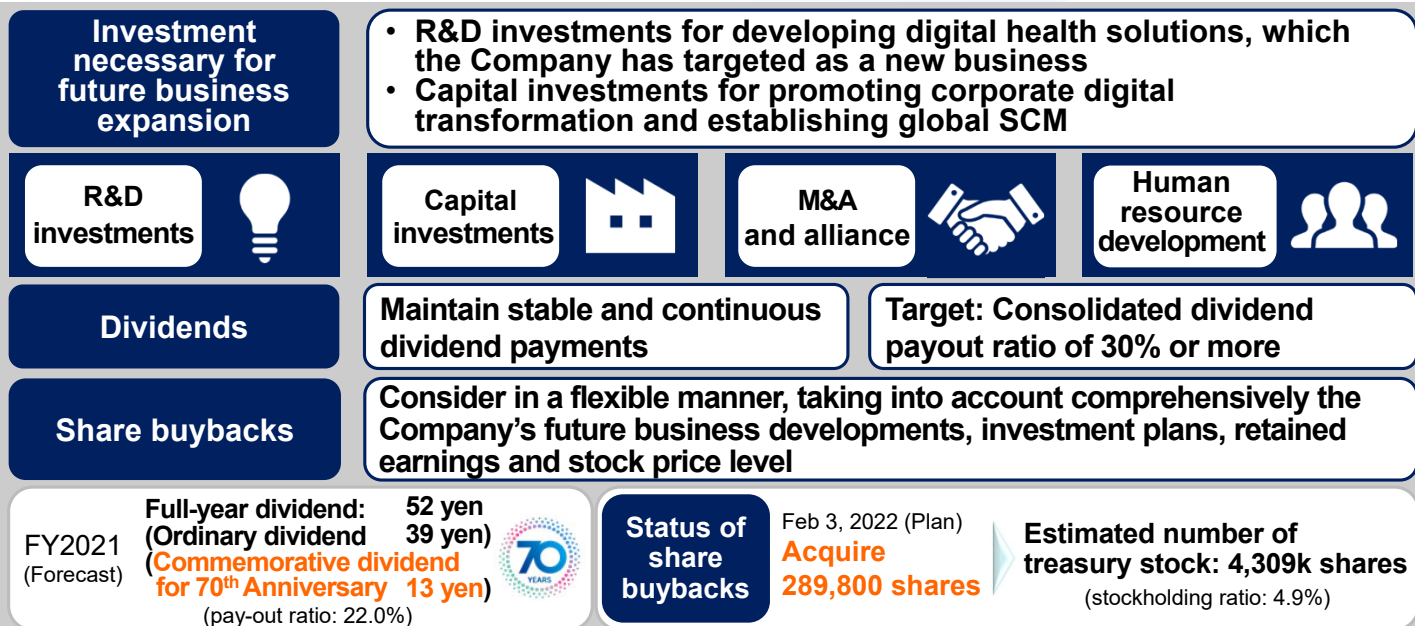 Investment
necessary for
future business
expansion
• R&D investments for developing digital health solutions, which
the Company has targeted as a new business
• Capital investments for promoting corporate digital
transformation and establishing global SCM
R&D
investments
Capital
investments
M&A
and alliance
Human
resource
development
Dividends
Maintain stable and continuous
dividend payments
Target: Consolidated dividend
payout ratio of 30% or more
Share buybacks
Consider in a flexible manner, taking into account comprehensively the
Company's future business developments, investment plans, retained
earnings and stock price level
FY2021
(Forecast)
Full-year dividend: 52 yen
(Ordinary dividend 39 yen)
(Commemorative dividend
for 70th Anniversary 13 yen)
(pay-out ratio: 22.0%)
70
YEARS
Status of
share
buybacks
Feb 3, 2022 (Plan)
Acquire
289,800 shares
Estimated number of
treasury stock: 4,309k shares
(stockholding ratio: 4.9%)